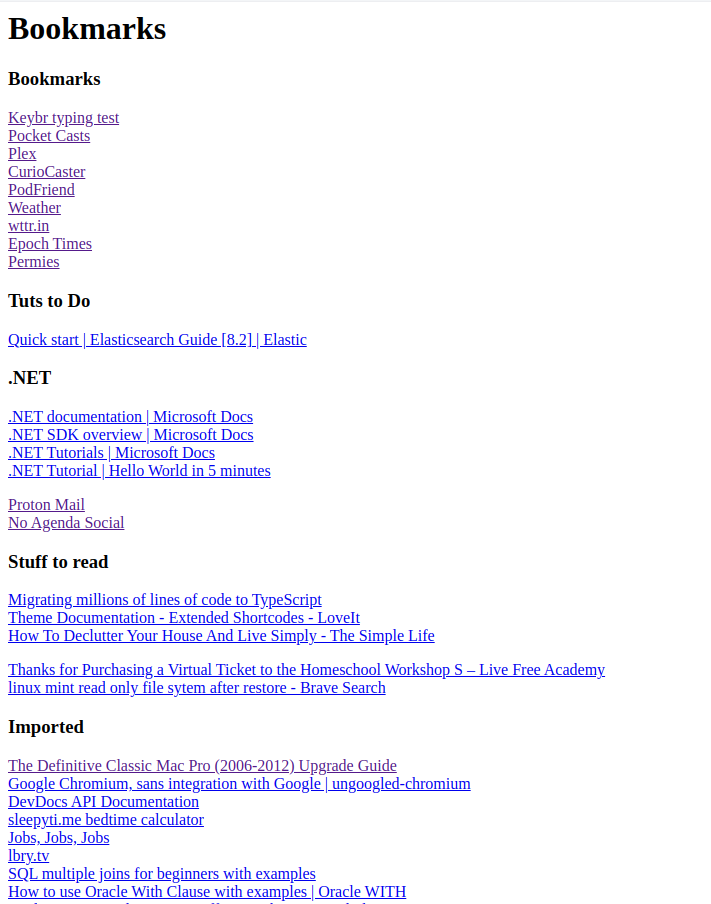 Bookmarks
Bookmarks
Keybr typing test
Pocket Casts
Plex
CurioCaster
PodFriend
Weather
wttr.in
Epoch Times
Permies
Tuts to Do
Quick start | Elasticsearch Guide [8.2] | Elastic
.NET
.NET documentation | Microsoft Docs
.NET SDK overview | Microsoft Docs
.NET Tutorials | Microsoft Docs
.NET Tutorial | Hello World in 5 minutes
Proton Mail
No Agenda Social
Stuff to read
Migrating millions of lines of code to TypeScript
Theme Documentation - Extended Shortcodes - LoveIt
How To Declutter Your House And Live Simply - The Simple Life
Thanks for Purchasing a Virtual Ticket to the Homeschool Workshop S – Live Free Academy
linux mint read only file sytem after restore - Brave Search
Imported
The Definitive Classic Mac Pro (2006-2012) Upgrade Guide
Google Chromium, sans integration with Google | ungoogled-chromium
DevDocs API Documentation
sleepyti.me bedtime calculator
Jobs, Jobs, Jobs
lbry.tv
SQL multiple joins for beginners with examples
How to use Oracle With Clause with examples | Oracle WITH